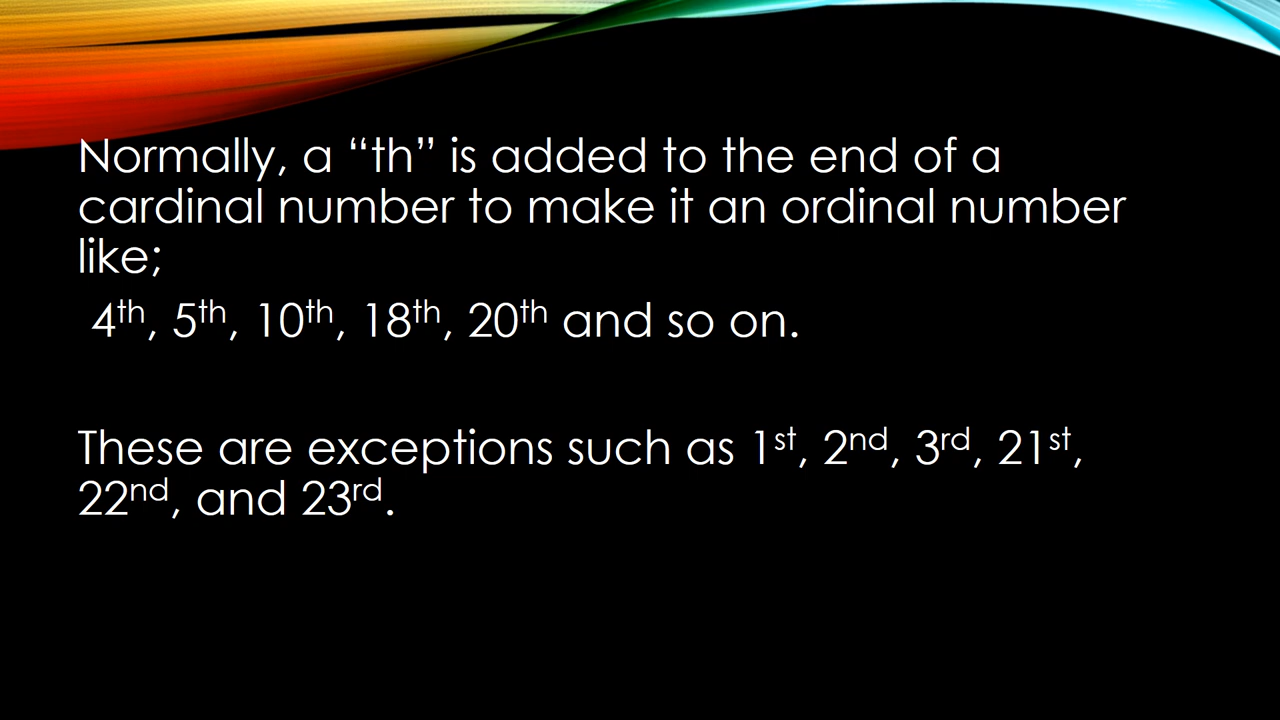 Normally, a “th” is added to the end of a
cardinal number to make it an ordinal number
like;
4th, 5th, 10th, 18th, 20th and so on.
These are exceptions such as 1st, 2nd, 3rd, 21st,
22nd, and 23rd.